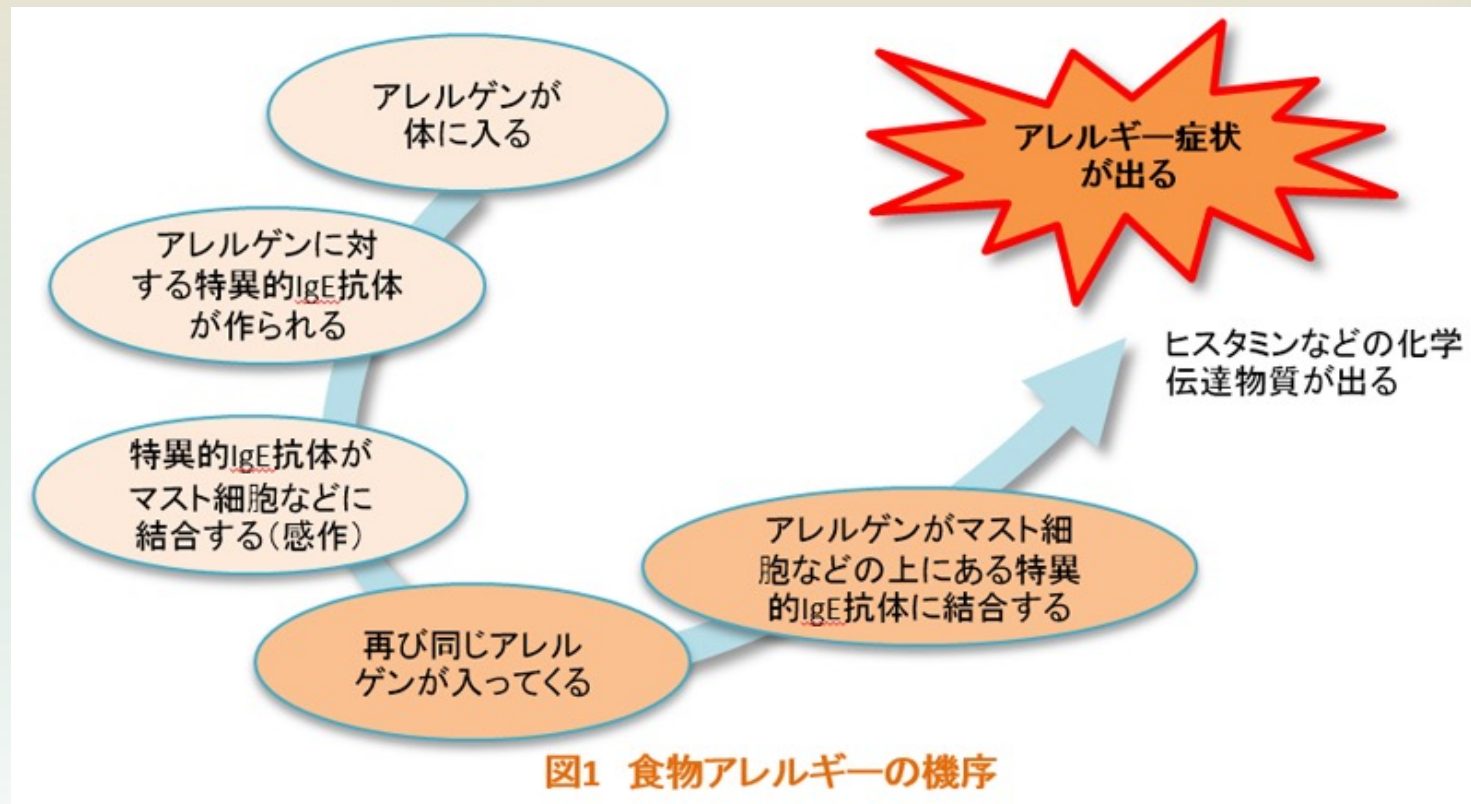 アレルゲンが
体に入る
アレルゲンに対
する特異的IgE抗体
が作られる
特異的IgE抗体が
マスト細胞などに
結合する(感作)
再び同じアレル
ゲンが入ってくる
アレルゲンがマスト細
胞などの上にある特異
的IgE抗体に結合する
ヒスタミンなどの化学
伝達物質が出る
アレルギー症状
が出る
図1 食物アレルギーの機序